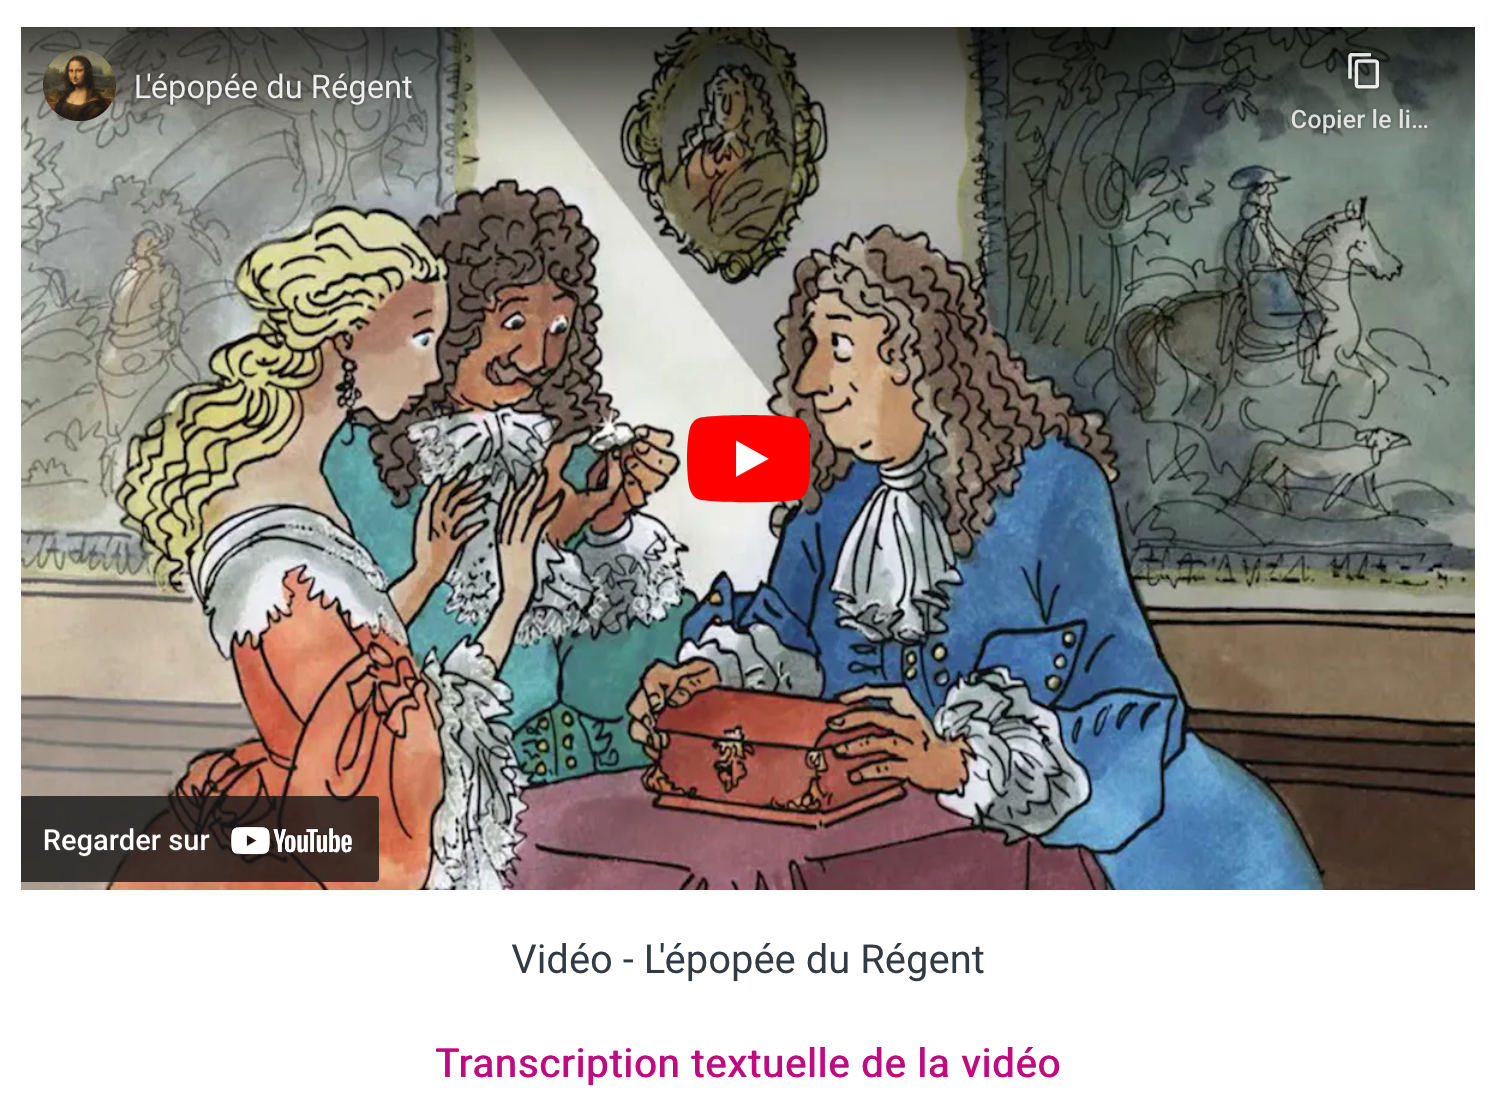 L'épopée du Régent
Copier le li...
Regarder sur YouTube
Vidéo - L'épopée du Régent
Transcription textuelle de la vidéo